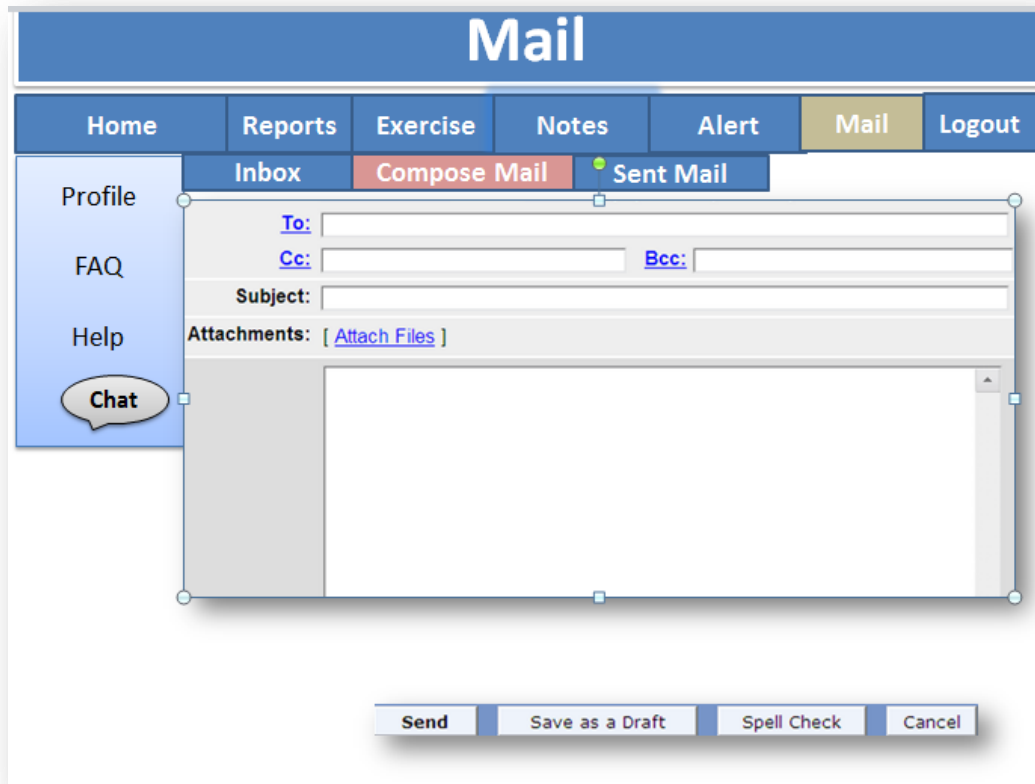 Mail
Home Reports Exercise Notes Alert Mail Logout
Inbox Compose Mail Sent Mail
Profile
FAQ
Help
Chat
To:
Cc: Bcc:
Subject:
Attachments: [ Attach Files ]
Send Save as a Draft Spell Check Cancel